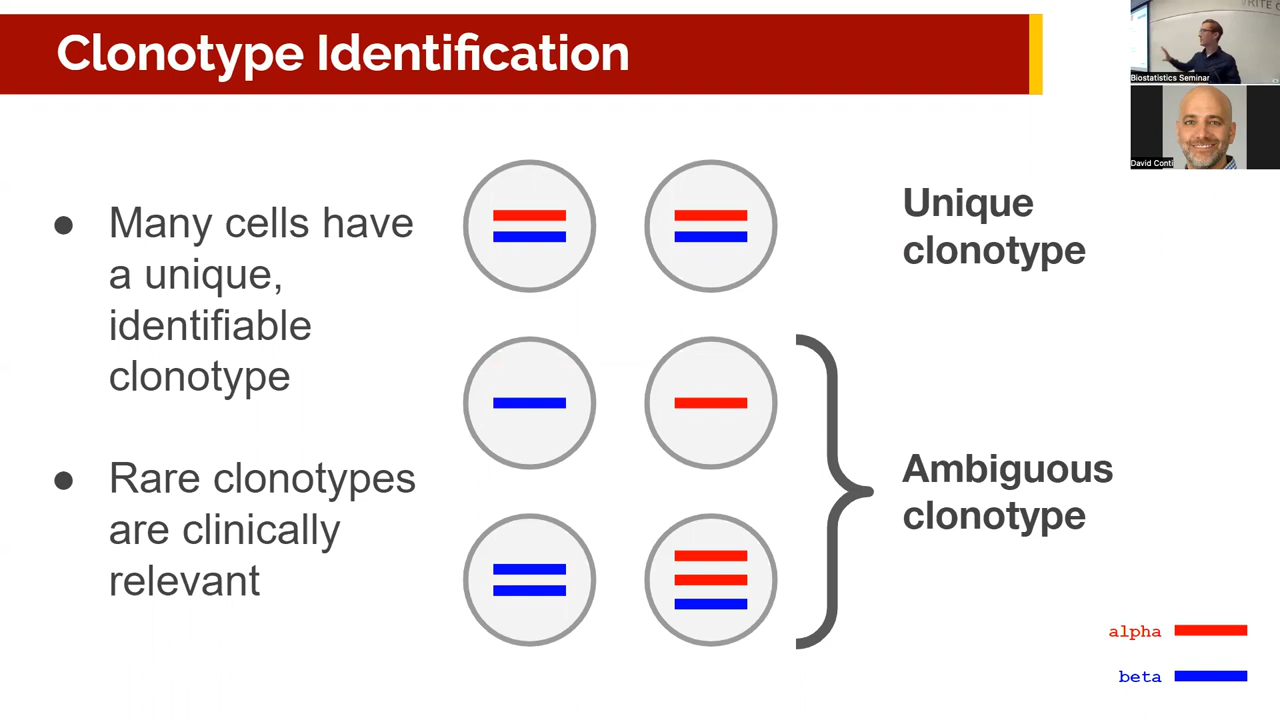 Clonotype Identification
● Many cells have
a unique,
identifiable
clonotype
● Rare clonotypes
are clinically
relevant
Unique
clonotype
Ambiguous
clonotype
alpha
beta
Biostatistics Seminar
David Conti